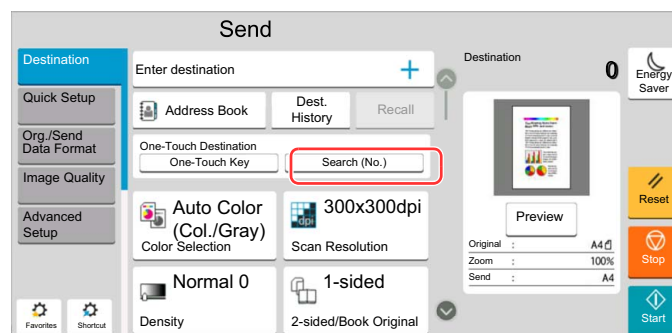 Send
Destination
Quick Setup
Org./Send
Data Format
Image Quality
Advanced
Setup
Favorites
Shortcut
Enter destination
Address Book
Dest.
History
Recall
One-Touch Destination
One-Touch Key
Search (No.)
Auto Color
(Col./Gray)
Color Selection
300x300dpi
dpi
Scan Resolution
Normal 0
Density
1-sided
2-sided/Book Original
Destination
0
Preview
Original : A4
Zoom : 100%
Send : A4
Energy
Saver
Reset
Stop
Start